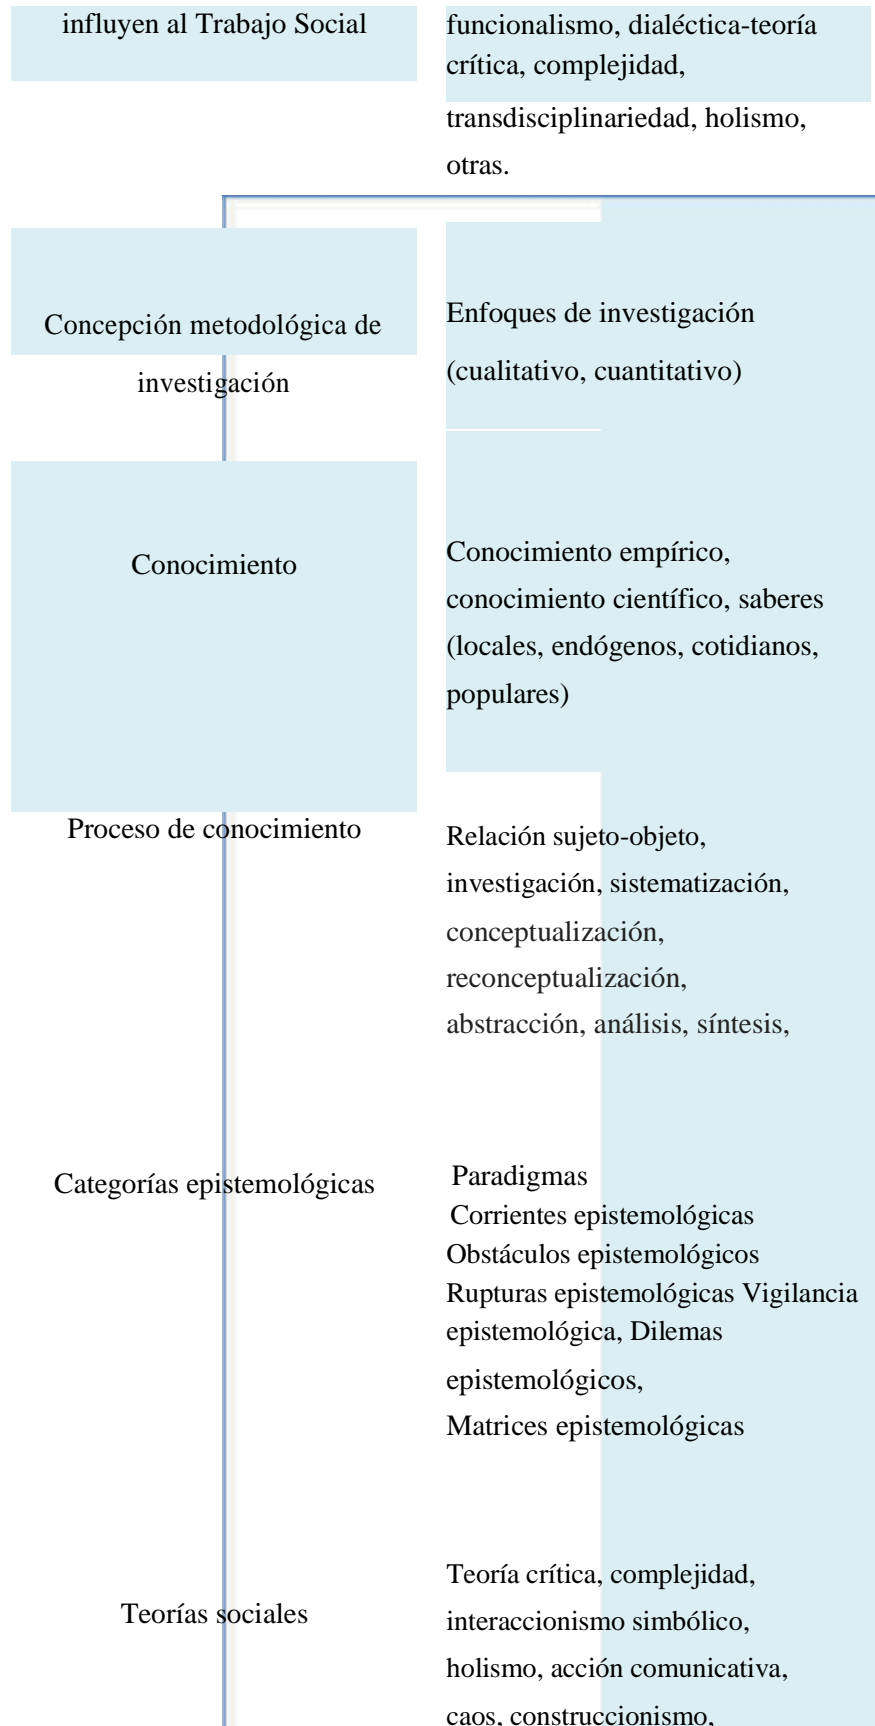 influyen al Trabajo Social
funcionalismo, dialéctica-teoría
crítica, complejidad,
transdisciplinariedad, holismo,
otras.
Concepción metodológica de
investigación
Enfoques de investigación
(cualitativo, cuantitativo)
Conocimiento
Conocimiento empírico,
conocimiento científico, saberes
(locales, endógenos, cotidianos,
populares)
Proceso de conocimiento
Relación sujeto-objeto,
investigación, sistematización,
conceptualización,
reconceptualización,
abstracción, análisis, síntesis,
Categorías epistemológicas
Paradigmas
Corrientes epistemológicas
Obstáculos epistemológicos
Rupturas epistemológicas Vigilancia
epistemológica, Dilemas
epistemológicos,
Matrices epistemológicas
Teorías sociales
Teoría crítica, complejidad,
interaccionismo simbólico,
holismo, acción comunicativa,
caos, construccionismo,